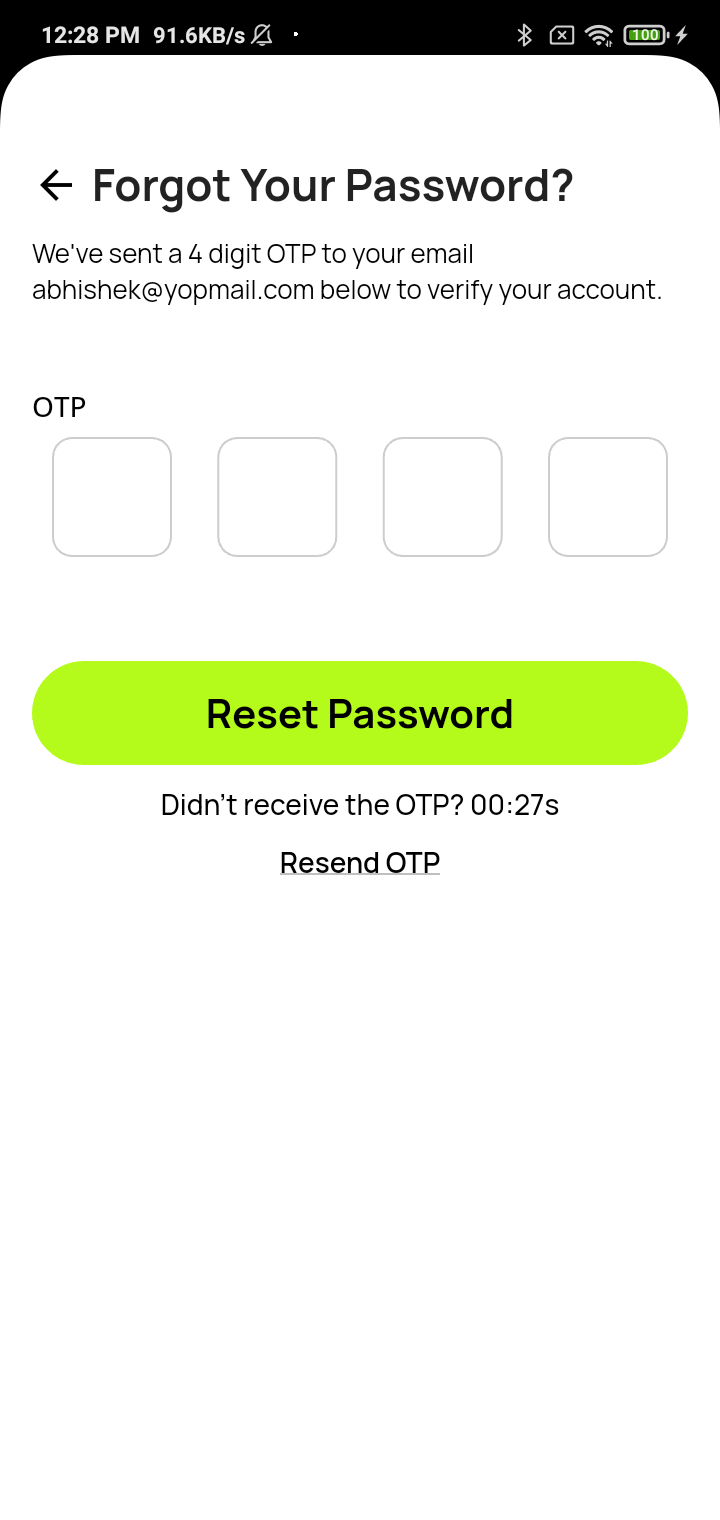 12:28 PM 91.6KB/s 100
Forgot Your Password?
We've sent a 4 digit OTP to your email
abhishek@yopmail.com below to verify your account.
OTP
Reset Password
Didn't receive the OTP? 00:27s
Resend OTP